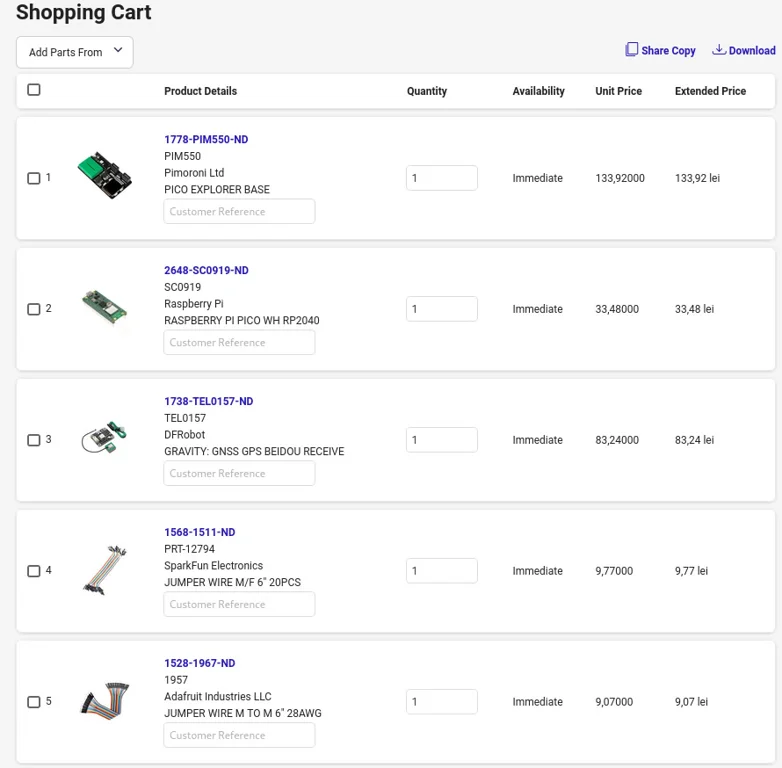 Shopping Cart
Add Parts From
Share Copy Download
Product Details Quantity Availability Unit Price Extended Price
1778-PIM550-ND
PIM550
1 Pimoroni Ltd 1 Immediate 133,92000 133,92 lei
PICO EXPLORER BASE
Customer Reference
2648-SC0919-ND
SC0919
2 Raspberry Pi 1 Immediate 33,48000 33,48 lei
RASPBERRY PI PICO WH RP2040
Customer Reference
1738-TEL0157-ND
TEL0157
3 DFRobot 1 Immediate 83,24000 83,24 lei
GRAVITY: GNSS GPS BEIDOU RECEIVE
Customer Reference
1568-1511-ND
PRT-12794
4 SparkFun Electronics 1 Immediate 9,77000 9,77 lei
JUMPER WIRE M/F 6" 20PCS
Customer Reference
1528-1967-ND
1957
5 Adafruit Industries LLC 1 Immediate 9,07000 9,07 lei
JUMPER WIRE M TO M 6" 28AWG
Customer Reference